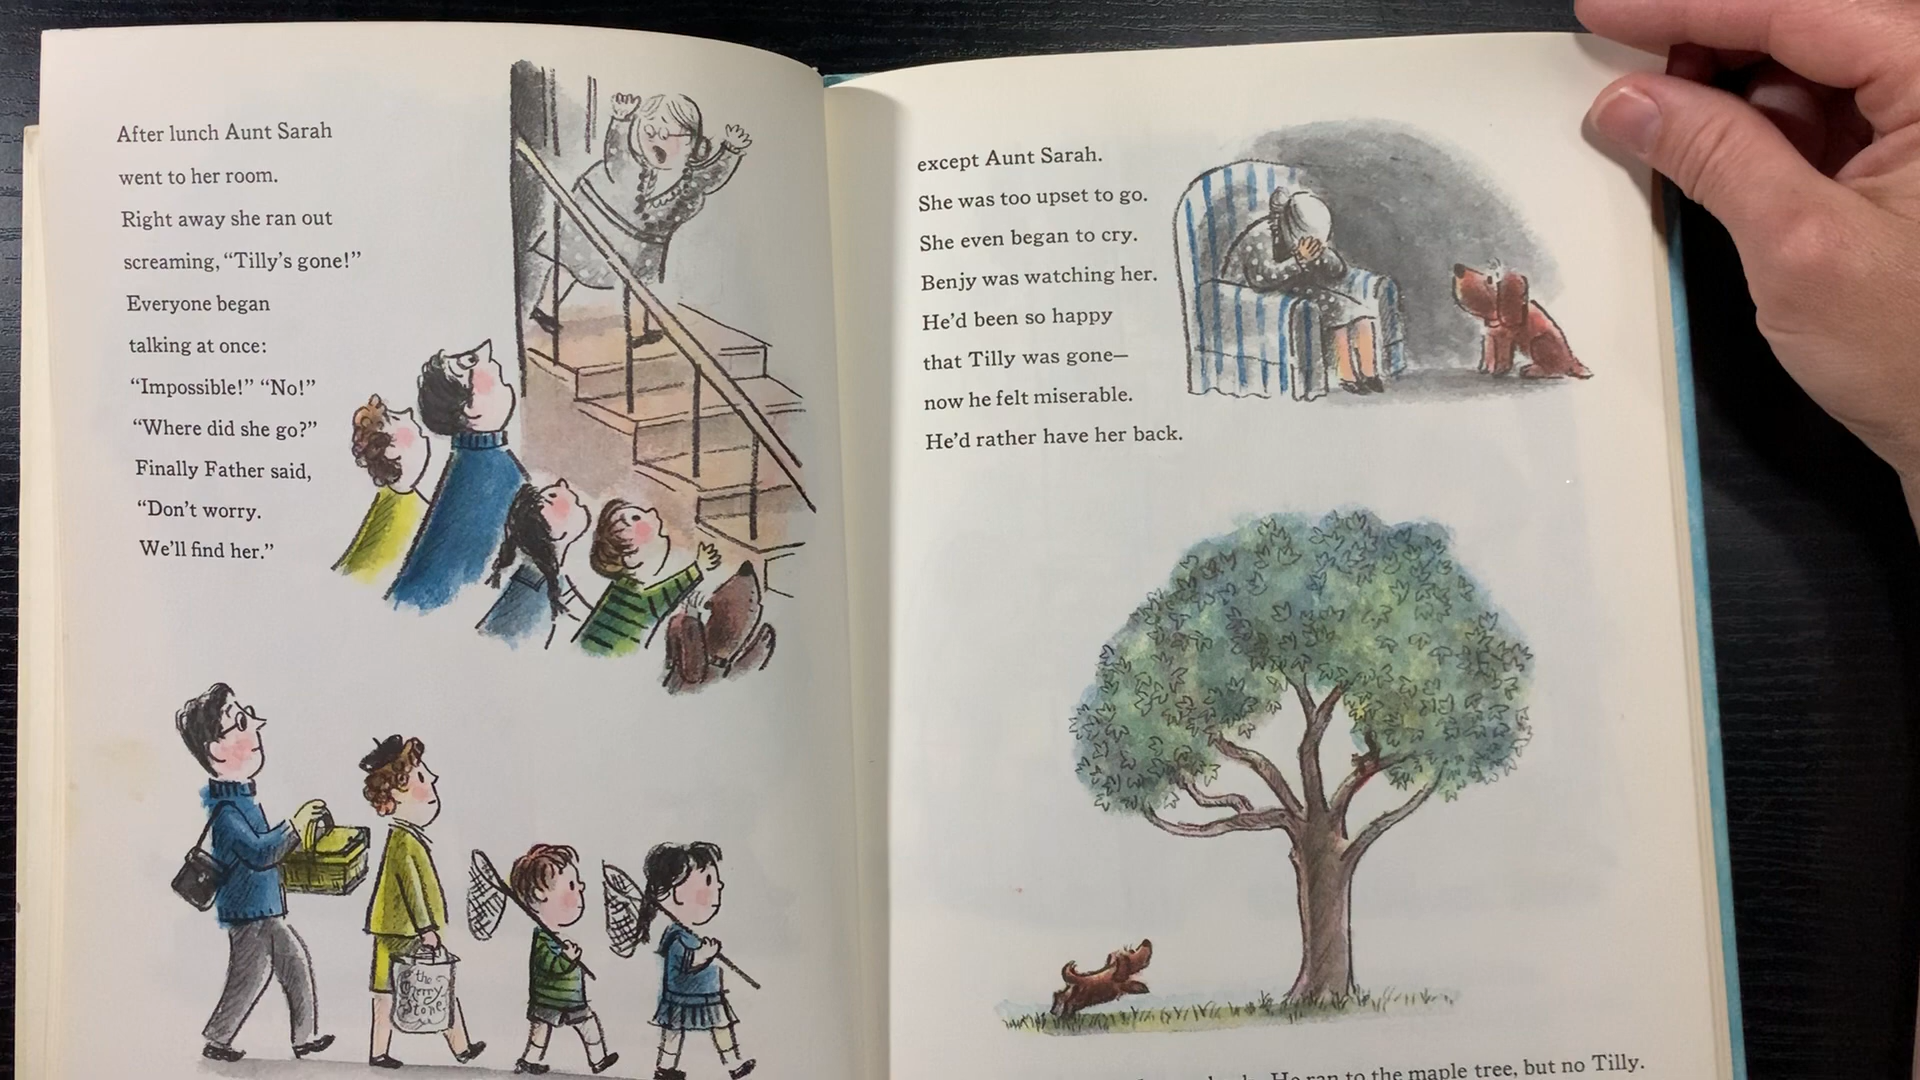 After lunch Aunt Sarah
went to her room.
Right away she ran out
screaming, “Tilly’s gone!”
Everyone began
talking at once:
“Impossible!” “No!”
“Where did she go?”
Finally Father said,
“Don’t worry.
We’ll find her.”
the
Cherry
Stone
except Aunt Sarah.
She was too upset to go.
She even began to cry.
Benjy was watching her.
He’d been so happy
that Tilly was gone—
now he felt miserable.
He’d rather have her back.
He ran to the maple tree, but no Tilly.